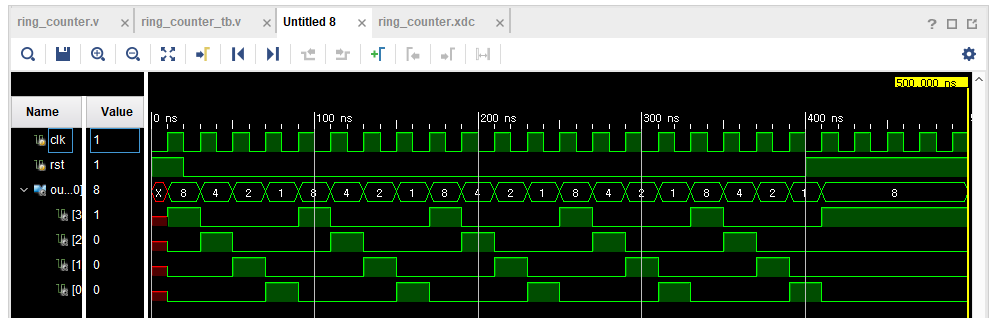 ring_counter.v × ring_counter_tb.v × Untitled 8 × ring_counter.xdc × ?
500.000 ns
Name Value
0 ns 100 ns 200 ns 300 ns 400 ns 5
clk 1
rst 1
ou...0] 8 X 8 4 2 1 8 4 2 1 8 4 2 1 8 4 2 1 8 4 2 1 8
[3 1
[2 0
[1 0
[0 0